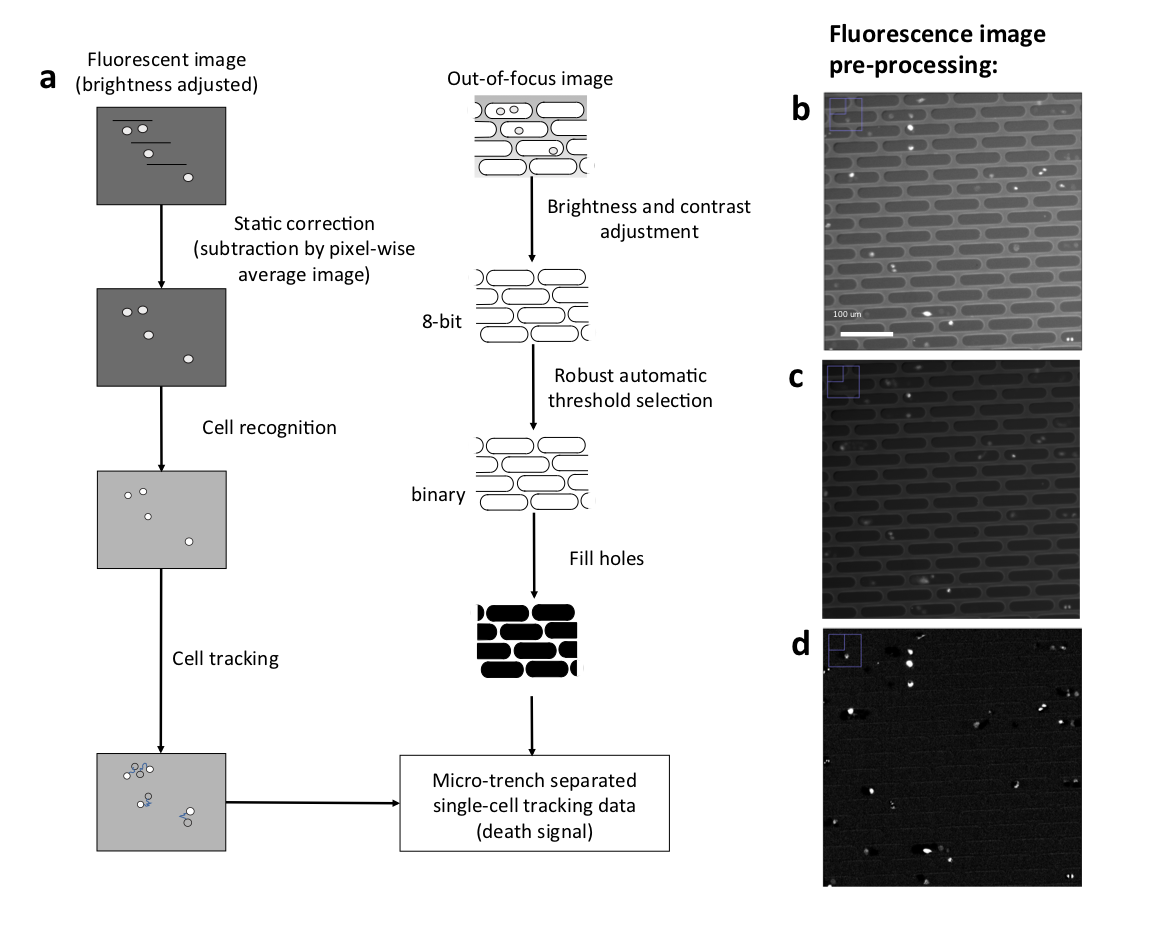 a
Fluorescent image
(brightness adjusted)
Static correction
(subtraction by pixel-wise
average image)
Cell recognition
Cell tracking
Out-of-focus image
Brightness and contrast
adjustment
8-bit
Robust automatic
threshold selection
binary
Fill holes
Micro-trench separated
single-cell tracking data
(death signal)
Fluorescence image
pre-processing:
b
100 um
c
d